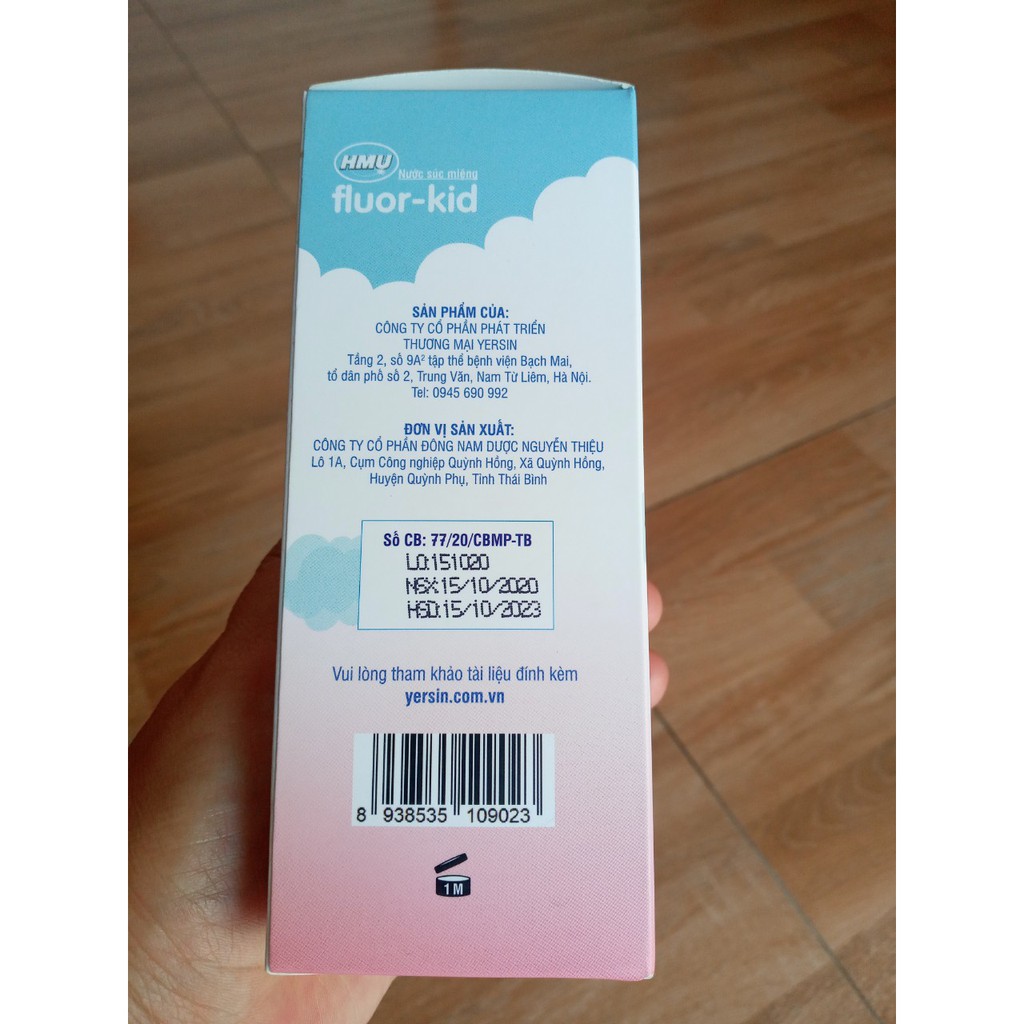 HMU
Nước súc miệng
fluor-kid
SẢN PHẨM CỦA:
CÔNG TY CỔ PHẦN PHÁT TRIỂN
THƯƠNG MẠI YERSIN
Tầng 2, số 9A² tập thể bệnh viện Bạch Mai,
tổ dân phố số 2, Trung Văn, Nam Từ Liêm, Hà Nội.
Tel: 0945 690 992
ĐƠN VỊ SẢN XUẤT:
CÔNG TY CỔ PHẦN ĐÔNG NAM DƯỢC NGUYỄN THIỆU
Lô 1A, Cụm Công nghiệp Quỳnh Hồng, Xã Quỳnh Hồng,
Huyện Quỳnh Phụ, Tỉnh Thái Bình
Số CB: 77/20/CBMP-TB
LO:151020
NSX:15/10/2020
HSD:15/10/2023
Vui lòng tham khảo tài liệu đính kèm
yersin.com.vn
8 938535 109023
1 M